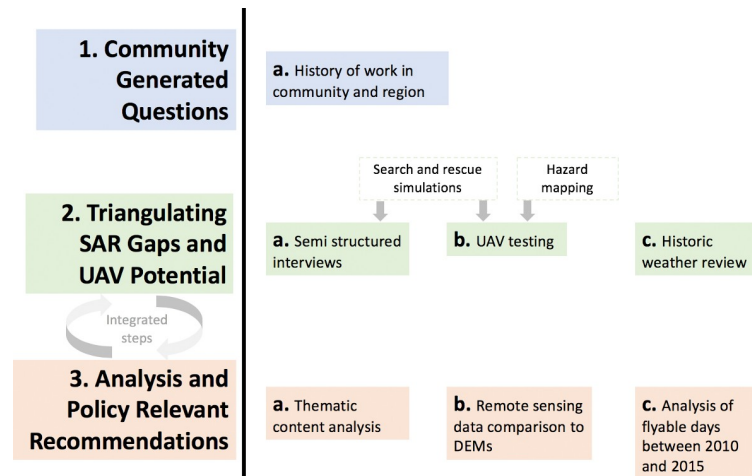 1. Community
Generated
Questions
a. History of work in
community and region
Search and rescue
simulations
Hazard
mapping
2. Triangulating
SAR Gaps and
UAV Potential
a. Semi structured
interviews
b. UAV testing
c. Historic
weather review
Integrated
steps
3. Analysis and
Policy Relevant
Recommendations
a. Thematic
content analysis
b. Remote sensing
data comparison to
DEMs
c. Analysis of
flyable days
between 2010
and 2015